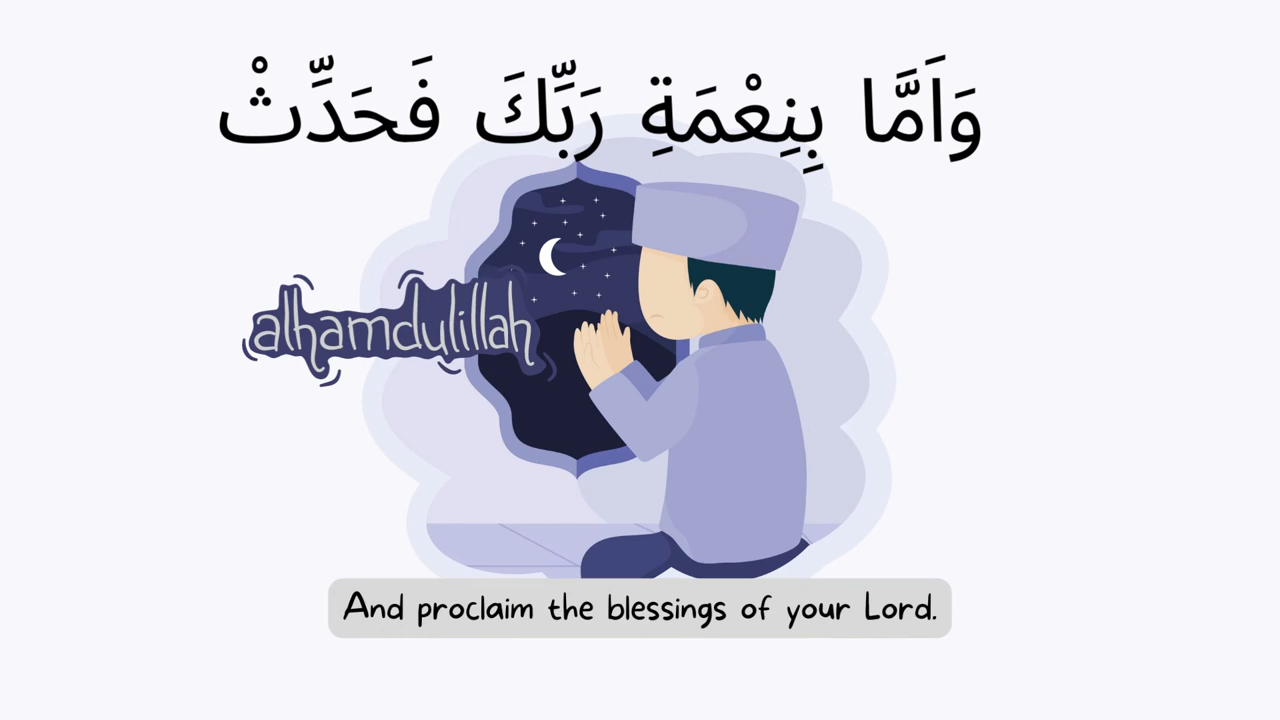 وَاَمَّا بِنِعْمَةِ رَبِّكَ فَحَدِّثْ
alhamdulillah
And proclaim the blessings of your Lord.